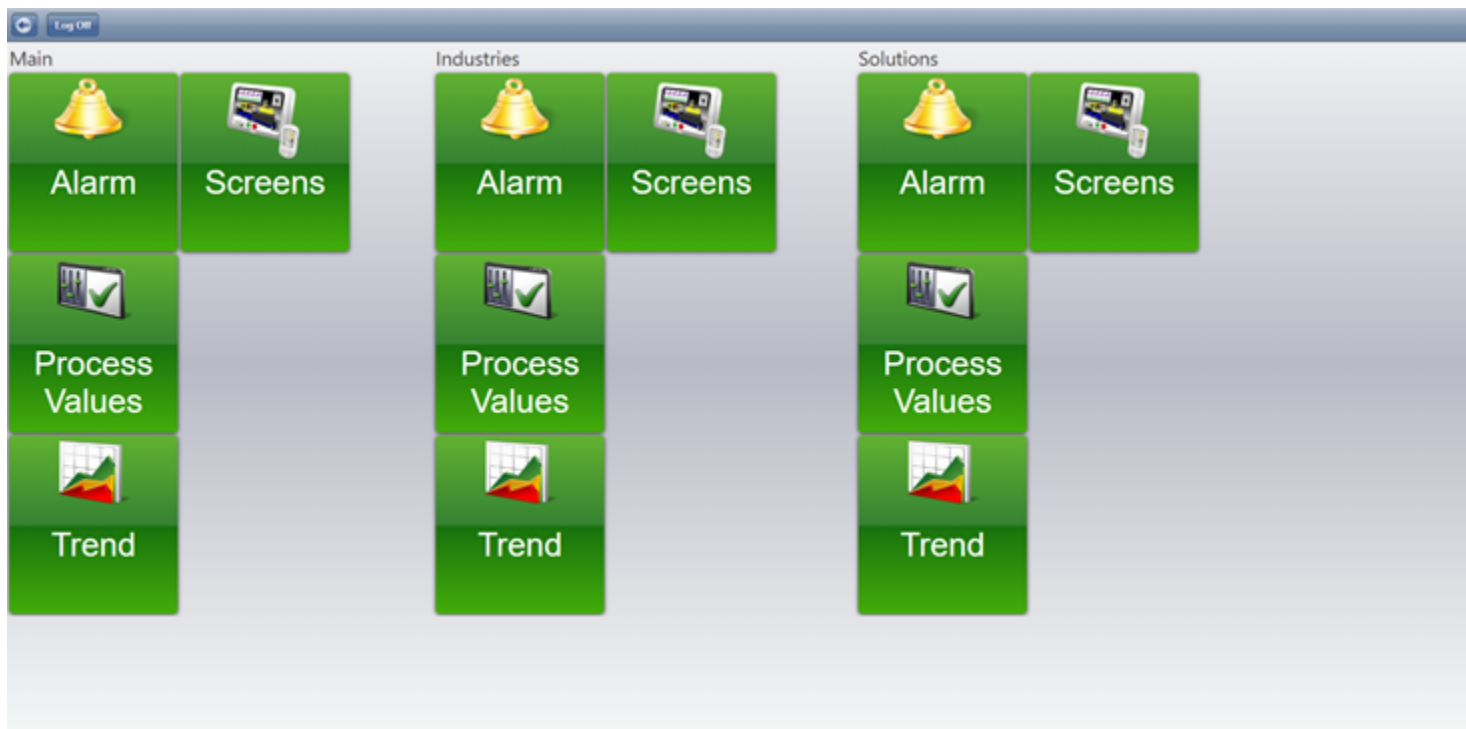 Log Off
Main
Industries
Solutions
Alarm
Screens
Alarm
Screens
Alarm
Screens
Process
Values
Process
Values
Process
Values
Trend
Trend
Trend